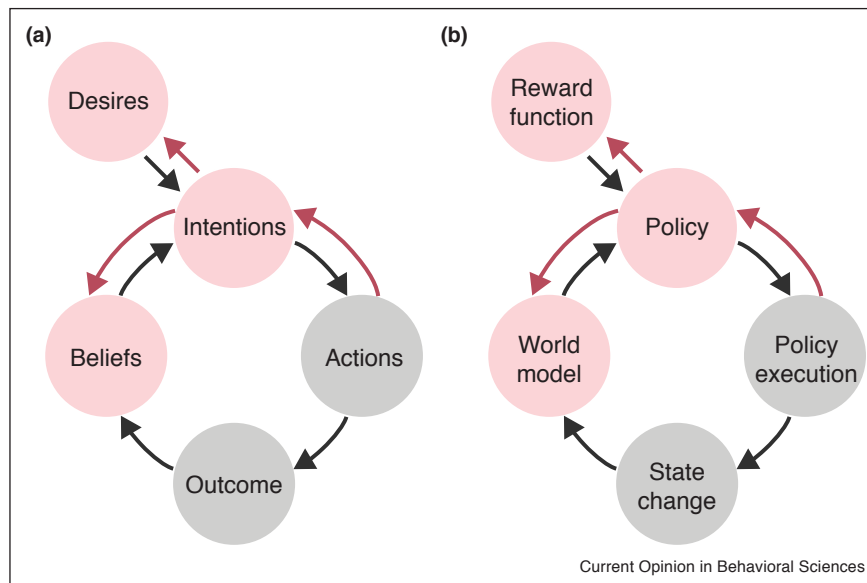 (a)
Desires
Intentions
Beliefs
Actions
Outcome
(b)
Reward
function
Policy
World
model
Policy
execution
State
change
Current Opinion in Behavioral Sciences